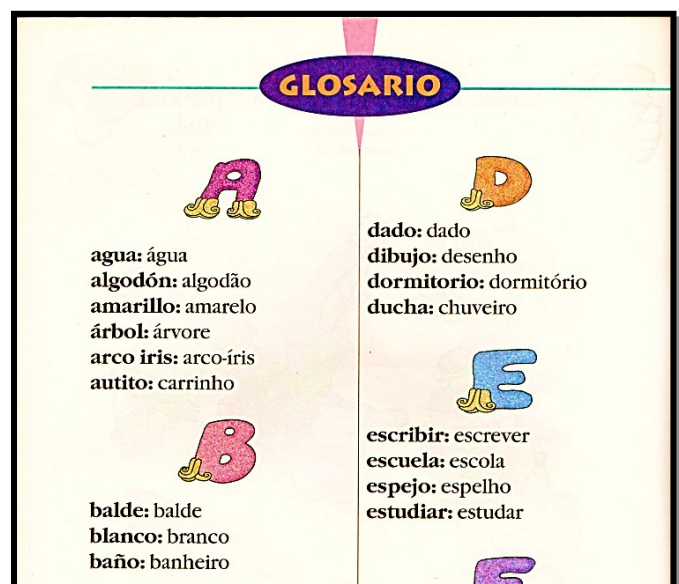 GLOSARIO
A
agua: água
algodón: algodão
amarillo: amarelo
árbol: árvore
arco iris: arco-íris
autito: carrinho
B
balde: balde
blanco: branco
baño: banheiro
D
dado: dado
dibujo: desenho
dormitorio: dormitório
ducha: chuveiro
E
escribir: escrever
escuela: escola
espejo: espelho
estudiar: estudar